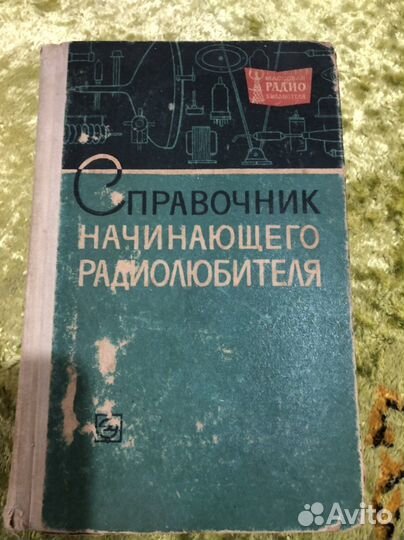 МАССОВАЯ
РАДИО
БИБЛИОТЕКА
СПРАВОЧНИК
НАЧИНАЮЩЕГО
РАДИОЛЮБИТЕЛЯ
Avito